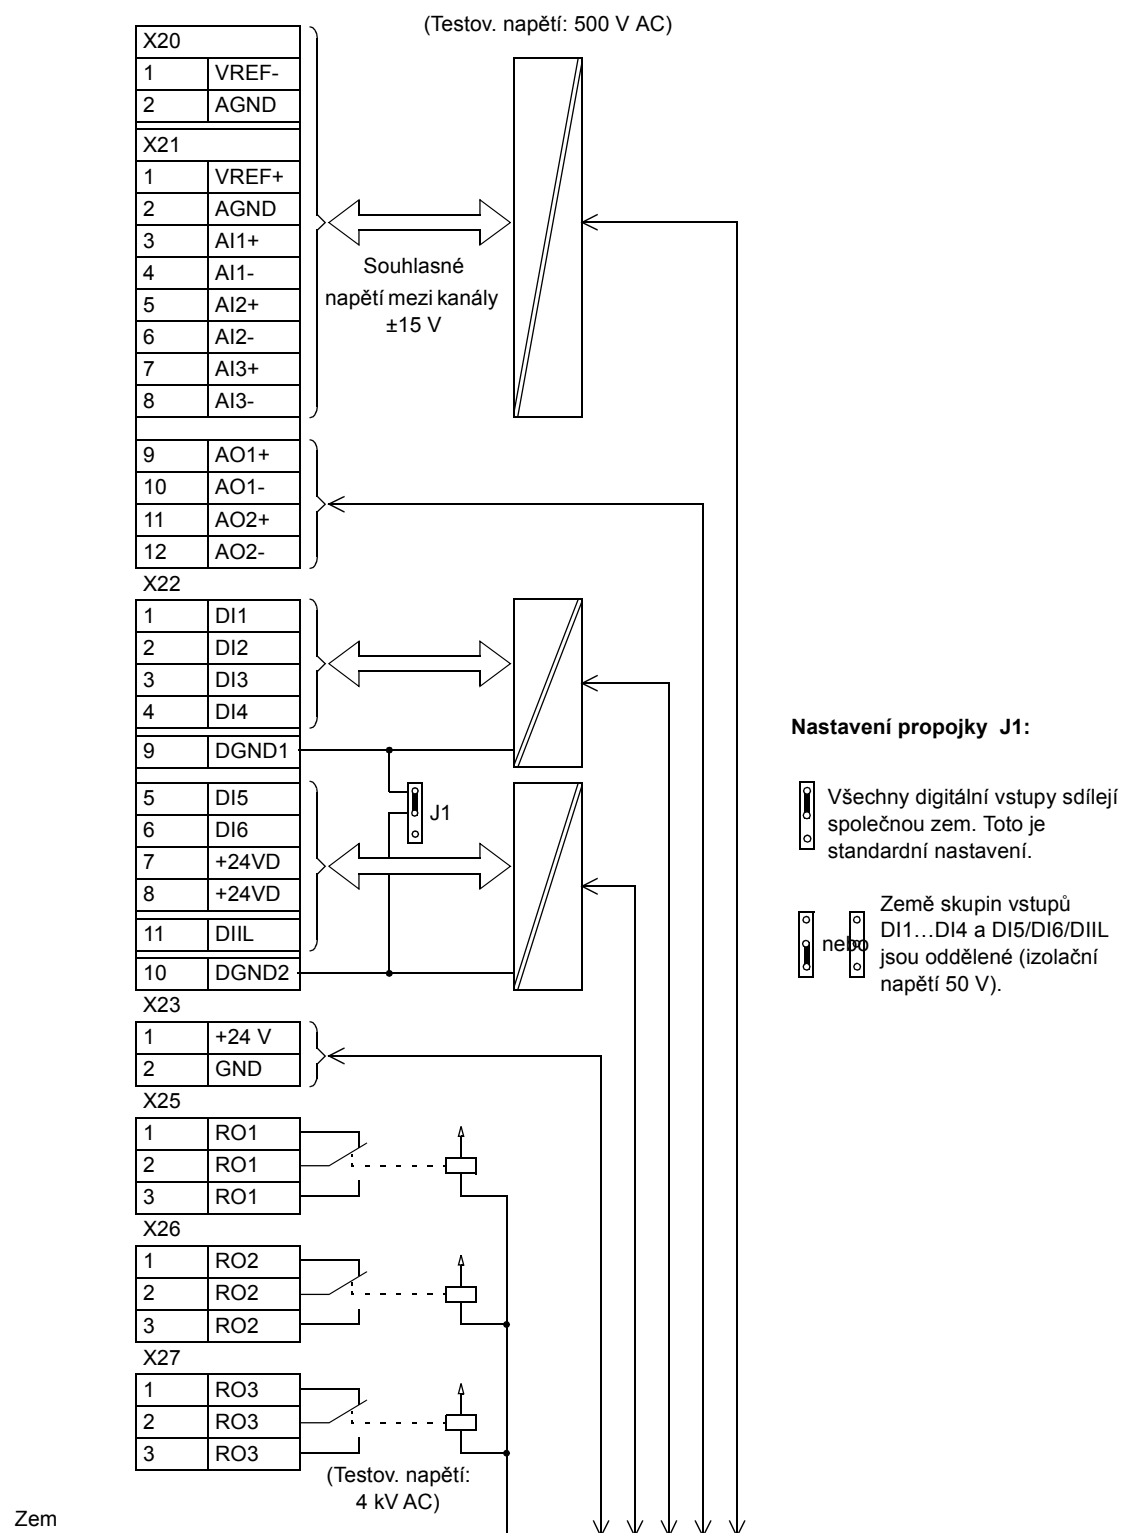 (Testov. napětí: 500 V AC)
X20
1 VREF-
2 AGND
X21
1 VREF+
2 AGND
3 AI1+
4 AI1-
5 AI2+
6 AI2-
7 AI3+
8 AI3-
Souhlasné
napětí mezi kanály
±15 V
9 AO1+
10 AO1-
11 AO2+
12 AO2-
X22
1 DI1
2 DI2
3 DI3
4 DI4
9 DGND1
5 DI5
6 DI6
7 +24VD
8 +24VD
11 DIIL
10 DGND2
J1
Nastavení propojky J1:
Všechny digitální vstupy sdílejí
společnou zem. Toto je
standardní nastavení.
nebo
Země skupin vstupů
DI1…DI4 a DI5/DI6/DIIL
jsou oddělené (izolační
napětí 50 V).
X23
1 +24 V
2 GND
X25
1 RO1
2 RO1
3 RO1
X26
1 RO2
2 RO2
3 RO2
X27
1 RO3
2 RO3
3 RO3
(Testov. napětí:
4 kV AC)
Zem